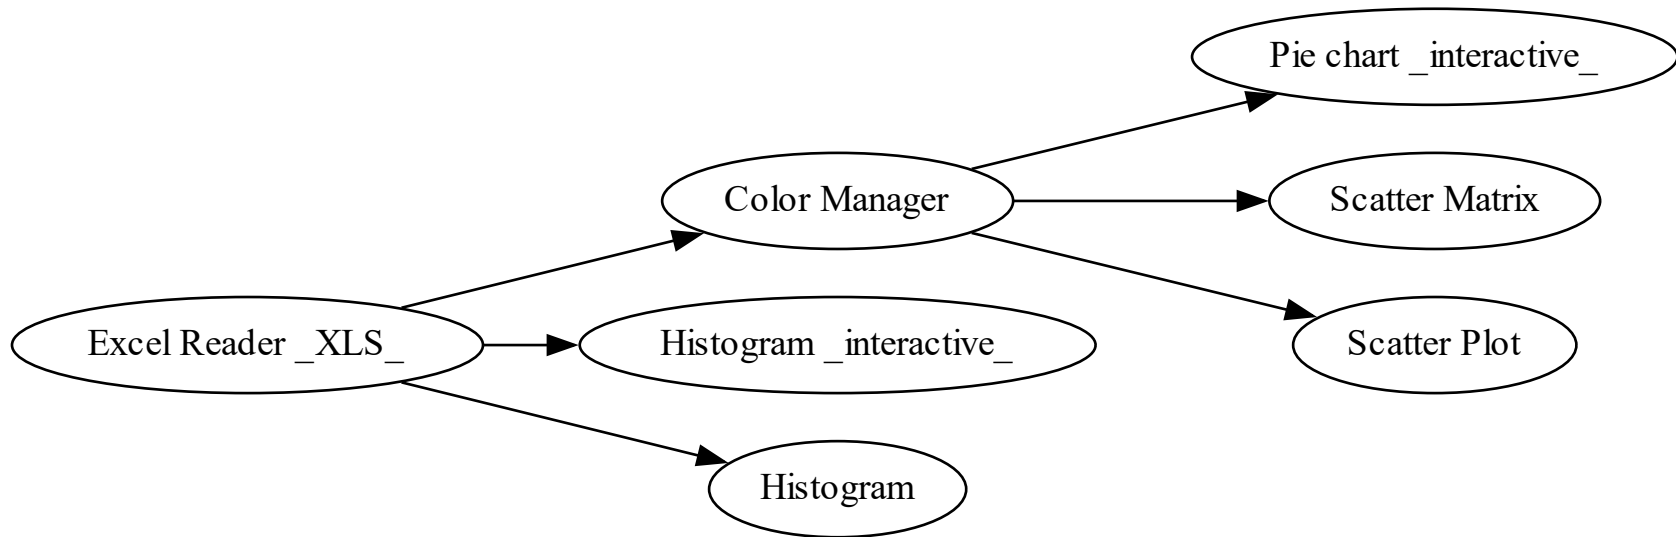 Pie chart _interactive_
Color Manager
Scatter Matrix
Excel Reader _XLS_
Histogram _interactive_
Scatter Plot
Histogram